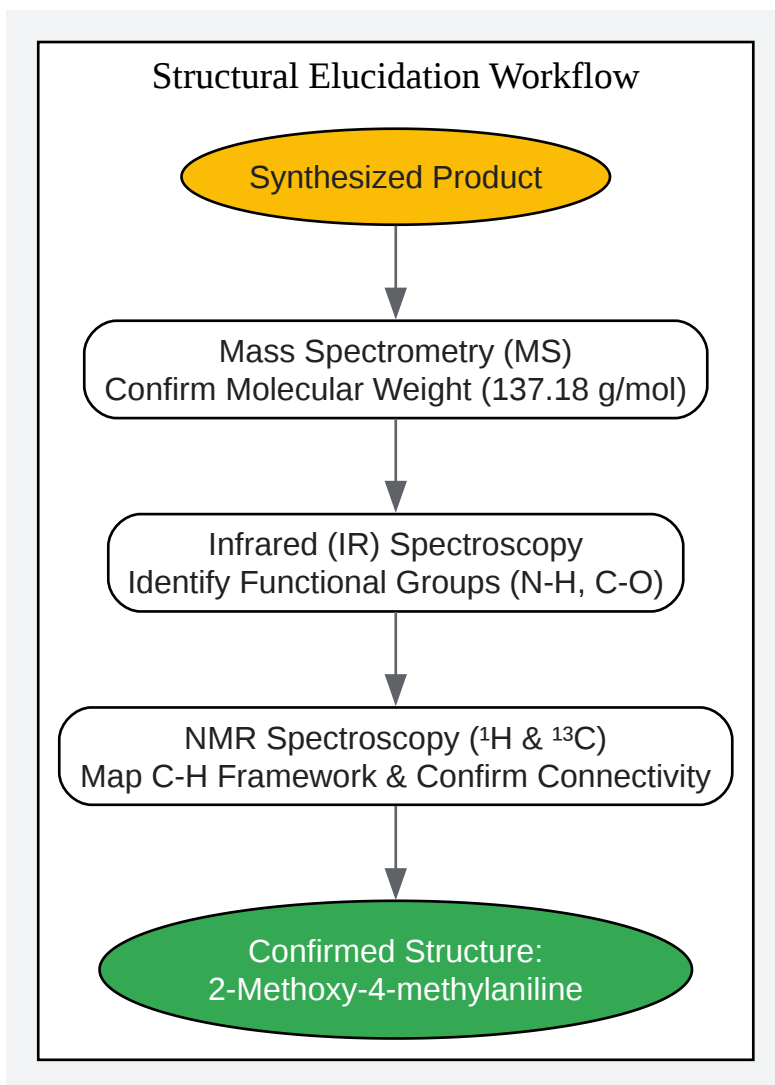 Structural Elucidation Workflow
Synthesized Product
Mass Spectrometry (MS)
Confirm Molecular Weight (137.18 g/mol)
Infrared (IR) Spectroscopy
Identify Functional Groups (N-H, C-O)
NMR Spectroscopy (¹H & ¹³C)
Map C-H Framework & Confirm Connectivity
Confirmed Structure:
2-Methoxy-4-methylaniline